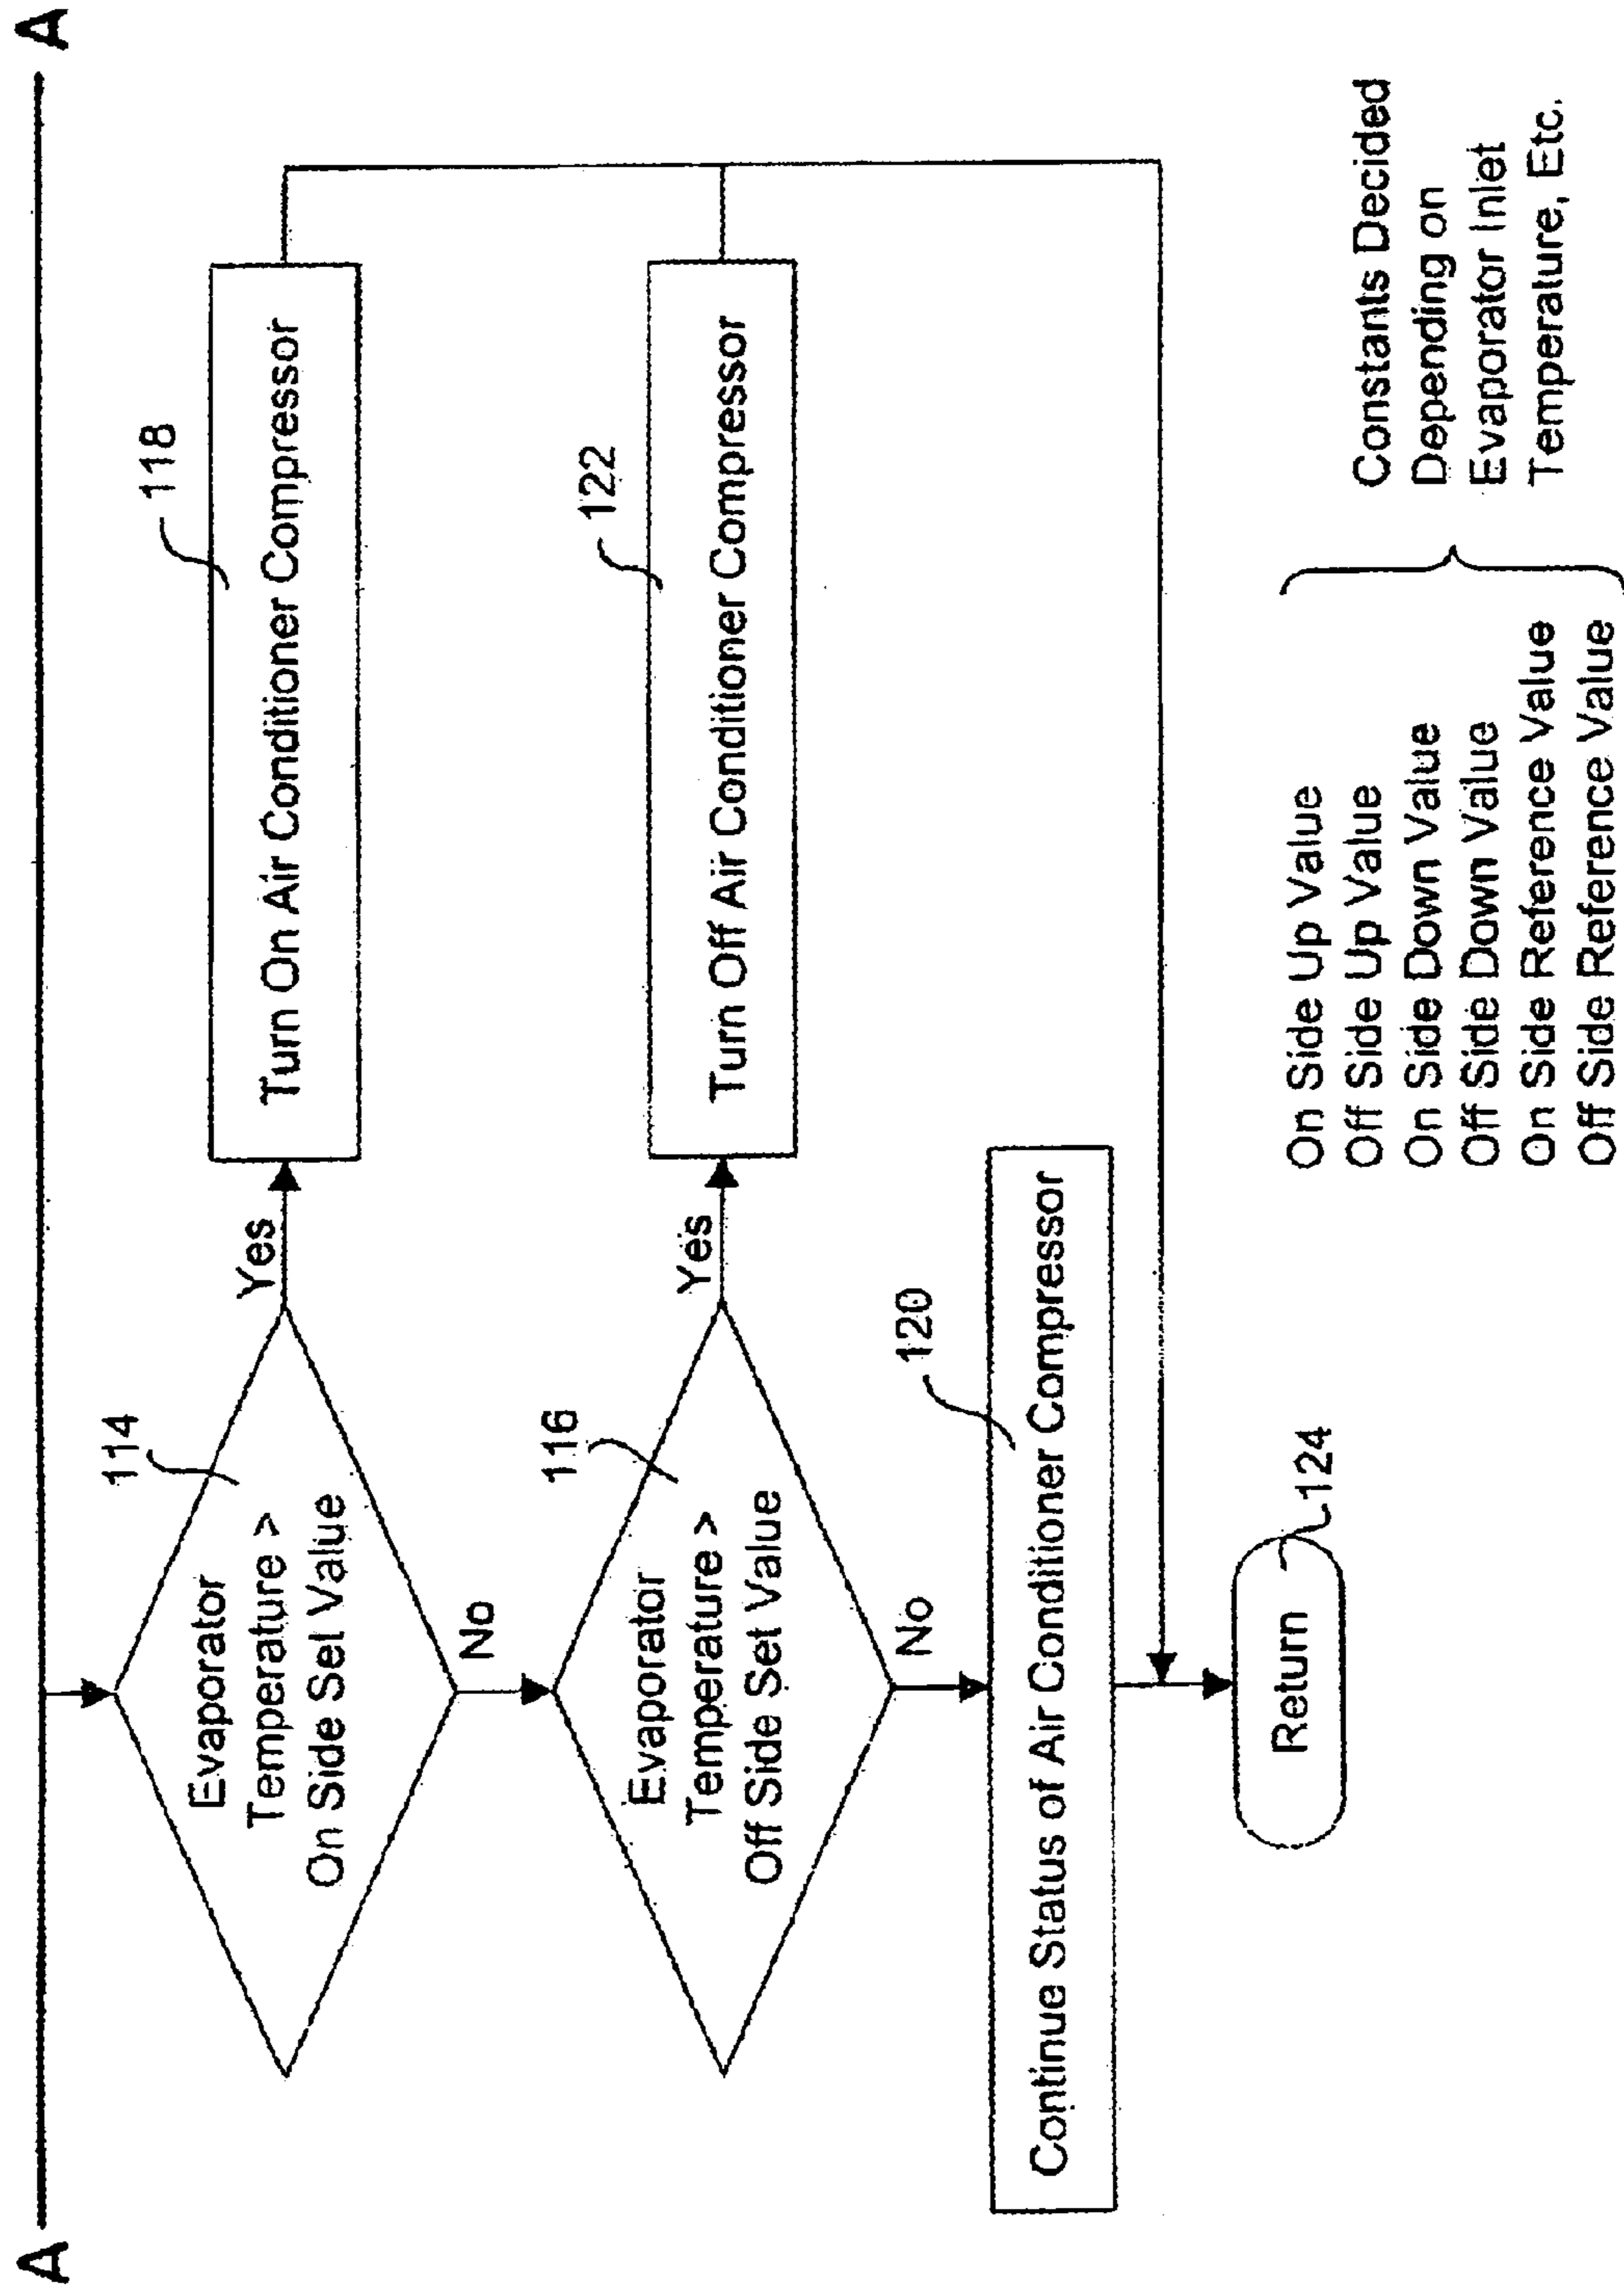 A
A
114
Evaporator
Temperature >
On Side Set Value
Yes
118
Turn On Air Conditioner Compressor
No
116
Evaporator
Temperature >
Off Side Set Value
Yes
122
Turn Off Air Conditioner Compressor
No
120
Continue Status of Air Conditioner Compressor
Return
124
On Side Up Value
Off Side Up Value
On Side Down Value
Off Side Down Value
On Side Reference Value
Off Side Reference Value
Constants Decided
Depending on
Evaporator Inlet
Temperature, Etc.